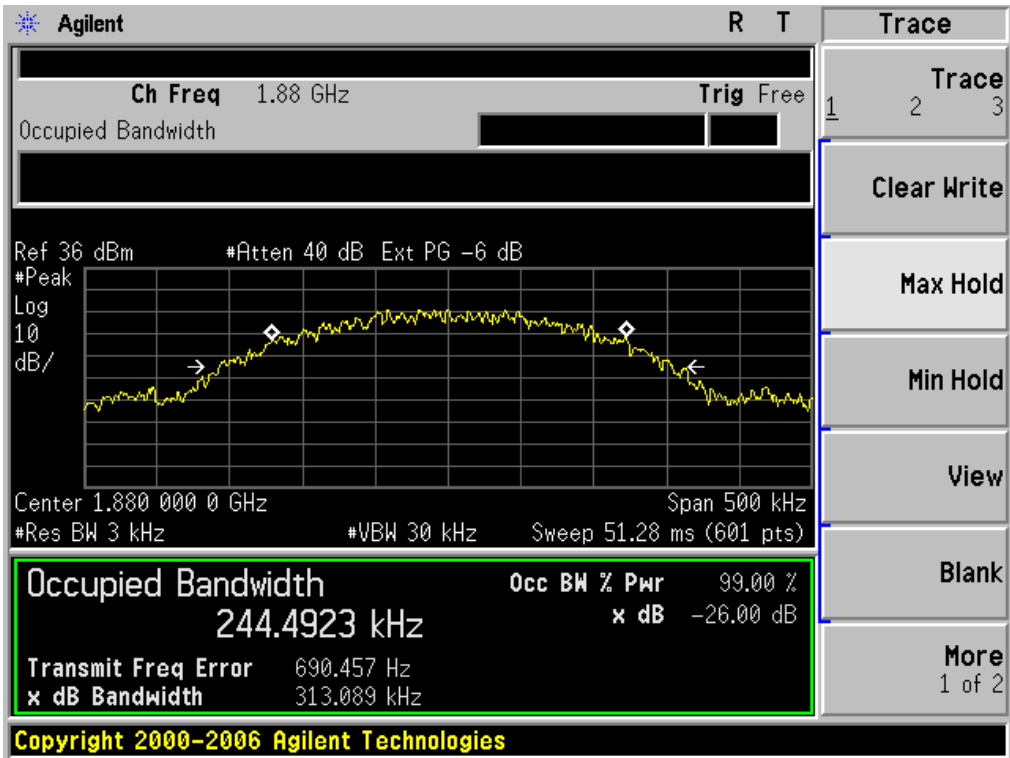 Agilent R T
Ch Freq 1.88 GHz Trig Free
Occupied Bandwidth
Ref 36 dBm #Atten 40 dB Ext PG -6 dB
#Peak
Log
10
dB/
Center 1.880 000 0 GHz Span 500 kHz
#Res BW 3 kHz #VBW 30 kHz Sweep 51.28 ms (601 pts)
Occupied Bandwidth Occ BW % Pwr 99.00 %
244.4923 kHz x dB -26.00 dB
Transmit Freq Error 690.457 Hz
x dB Bandwidth 313.089 kHz
Copyright 2000-2006 Agilent Technologies
Trace
Trace
1 2 3
Clear Write
Max Hold
Min Hold
View
Blank
More
1 of 2